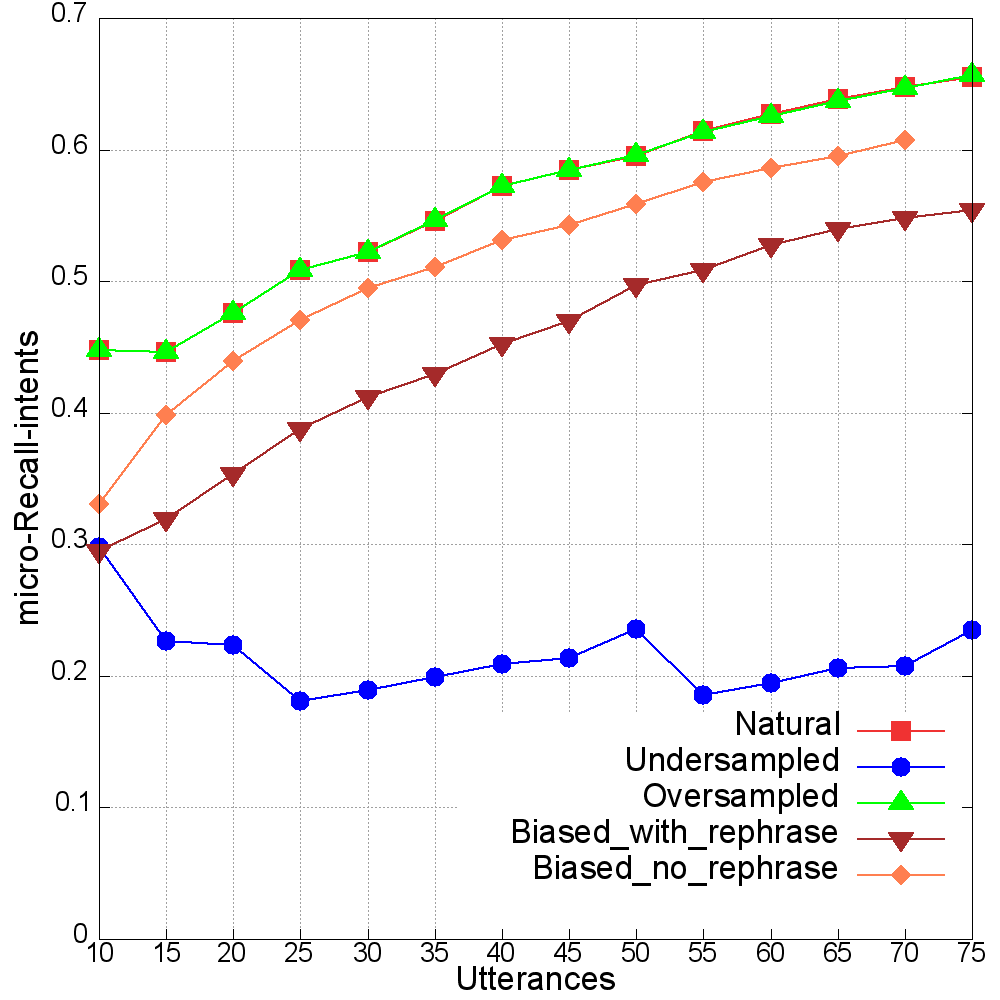 micro-Recall-intents
0.7
0.6
0.5
0.4
0.3
0.2
0.1
0
Natural
Undersampled
Oversampled
Biased_with_rephrase
Biased_no_rephrase
10 15 20 25 30 35 40 45 50 55 60 65 70 75
Utterances